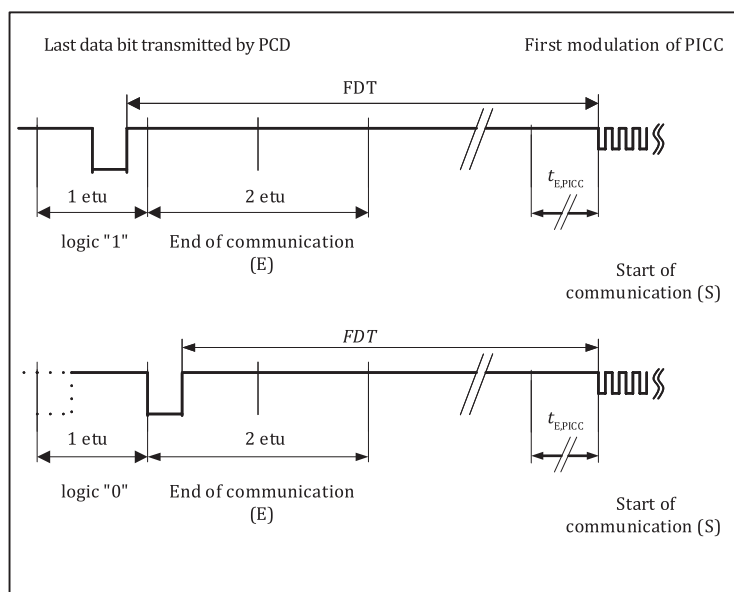 Last data bit transmitted by PCD
First modulation of PICC
FDT
1 etu
2 etu
tE,PICC
logic "1"
End of communication
(E)
Start of
communication (S)
FDT
1 etu
2 etu
tE,PICC
logic "0"
End of communication
(E)
Start of
communication (S)